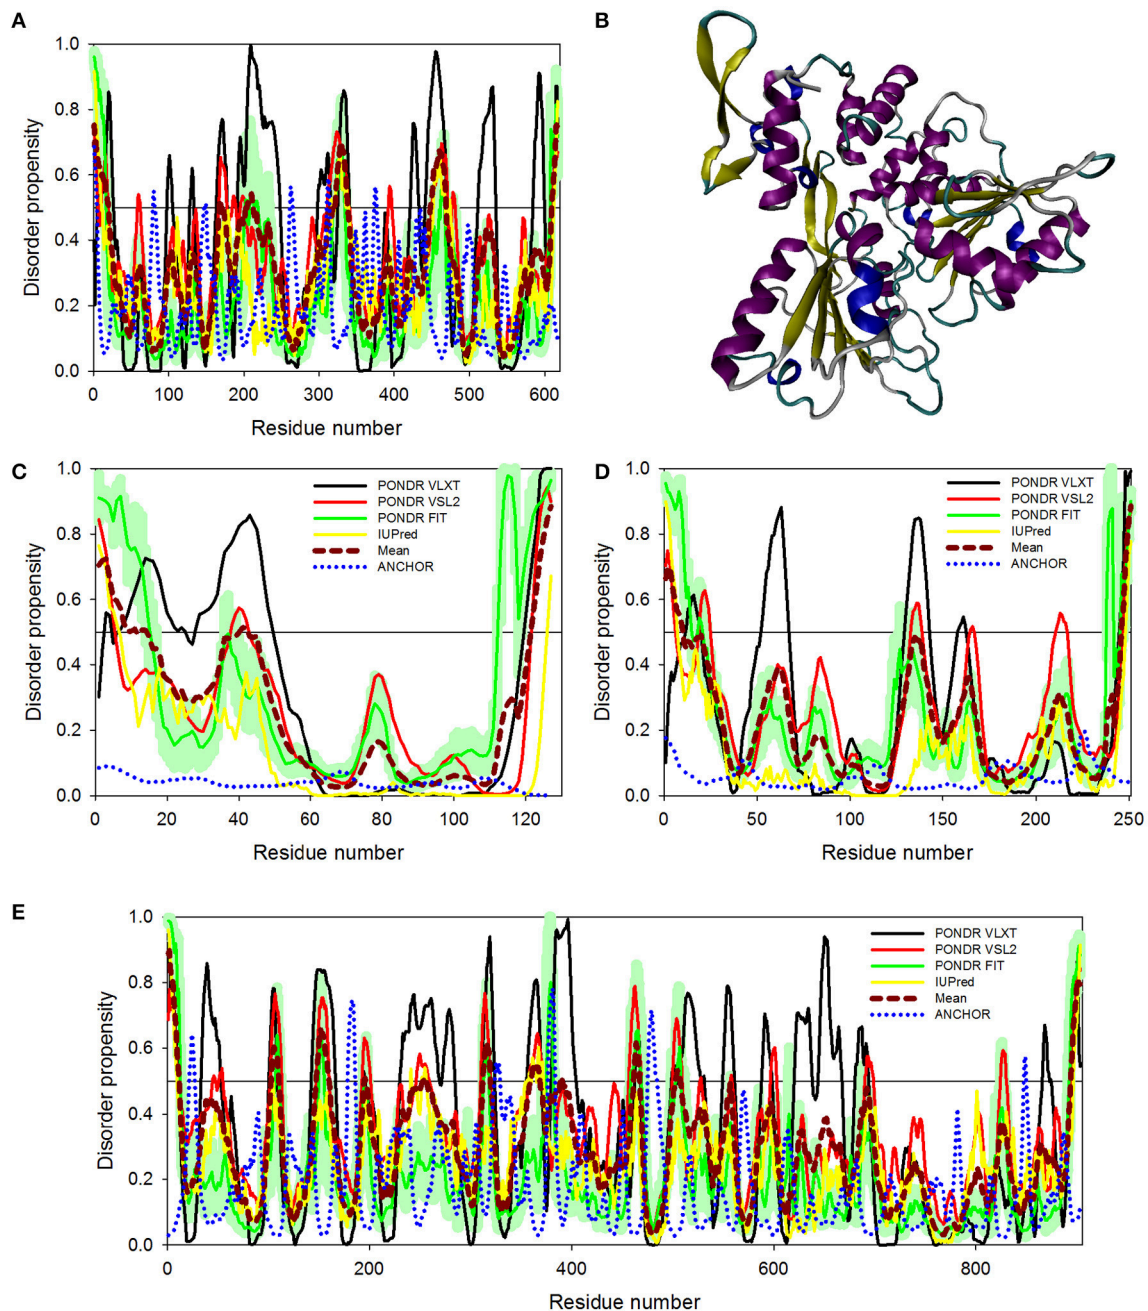 A
B
1.0
0.8
0.6
0.4
0.2
0.0
Disorder propensity
0 100 200 300 400 500 600
Residue number
C
D
1.0
0.8
0.6
0.4
0.2
0.0
Disorder propensity
PONDR VLXT
PONDR VSL2
PONDR FIT
IUPred
Mean
ANCHOR
0 20 40 60 80 100 120
Residue number
1.0
0.8
0.6
0.4
0.2
0.0
Disorder propensity
PONDR VLXT
PONDR VSL2
PONDR FIT
IUPred
Mean
ANCHOR
0 50 100 150 200 250
Residue number
E
1.0
0.8
0.6
0.4
0.2
0.0
Disorder propensity
PONDR VLXT
PONDR VSL2
PONDR FIT
IUPred
Mean
ANCHOR
0 200 400 600 800
Residue number